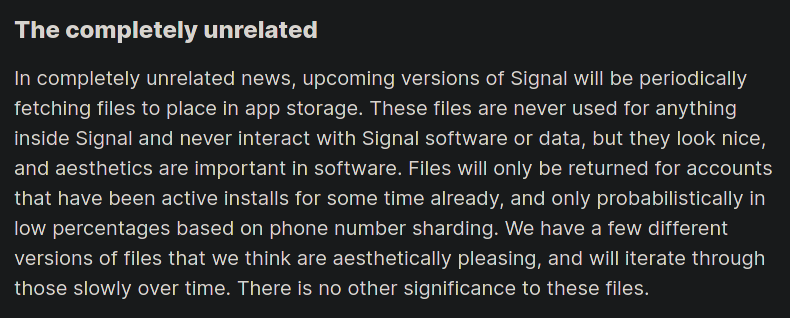 The completely unrelated
In completely unrelated news, upcoming versions of Signal will be periodically
fetching files to place in app storage. These files are never used for anything
inside Signal and never interact with Signal software or data, but they look nice,
and aesthetics are important in software. Files will only be returned for accounts
that have been active installs for some time already, and only probabilistically in
low percentages based on phone number sharding. We have a few different
versions of files that we think are aesthetically pleasing, and will iterate through
those slowly over time. There is no other significance to these files.